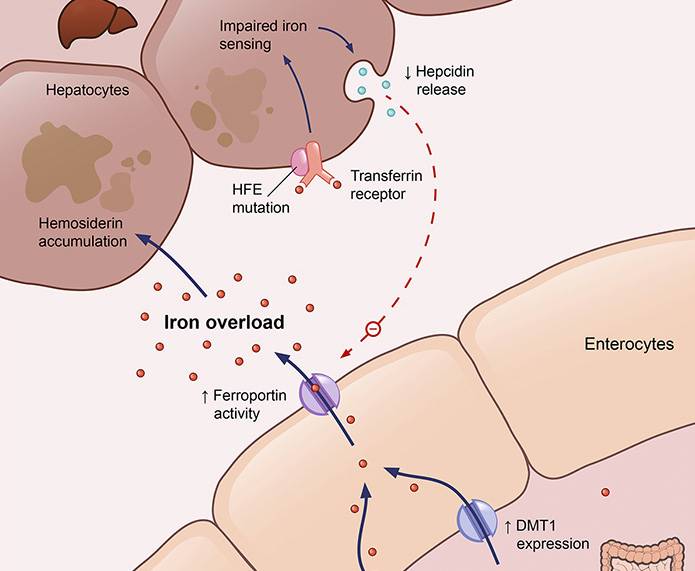 Impaired iron
sensing
↓ Hepcidin
release
Hepatocytes
HFE
mutation
Transferrin
receptor
Hemosiderin
accumulation
Iron overload
Enterocytes
↑ Ferroportin
activity
↑ DMT1
expression